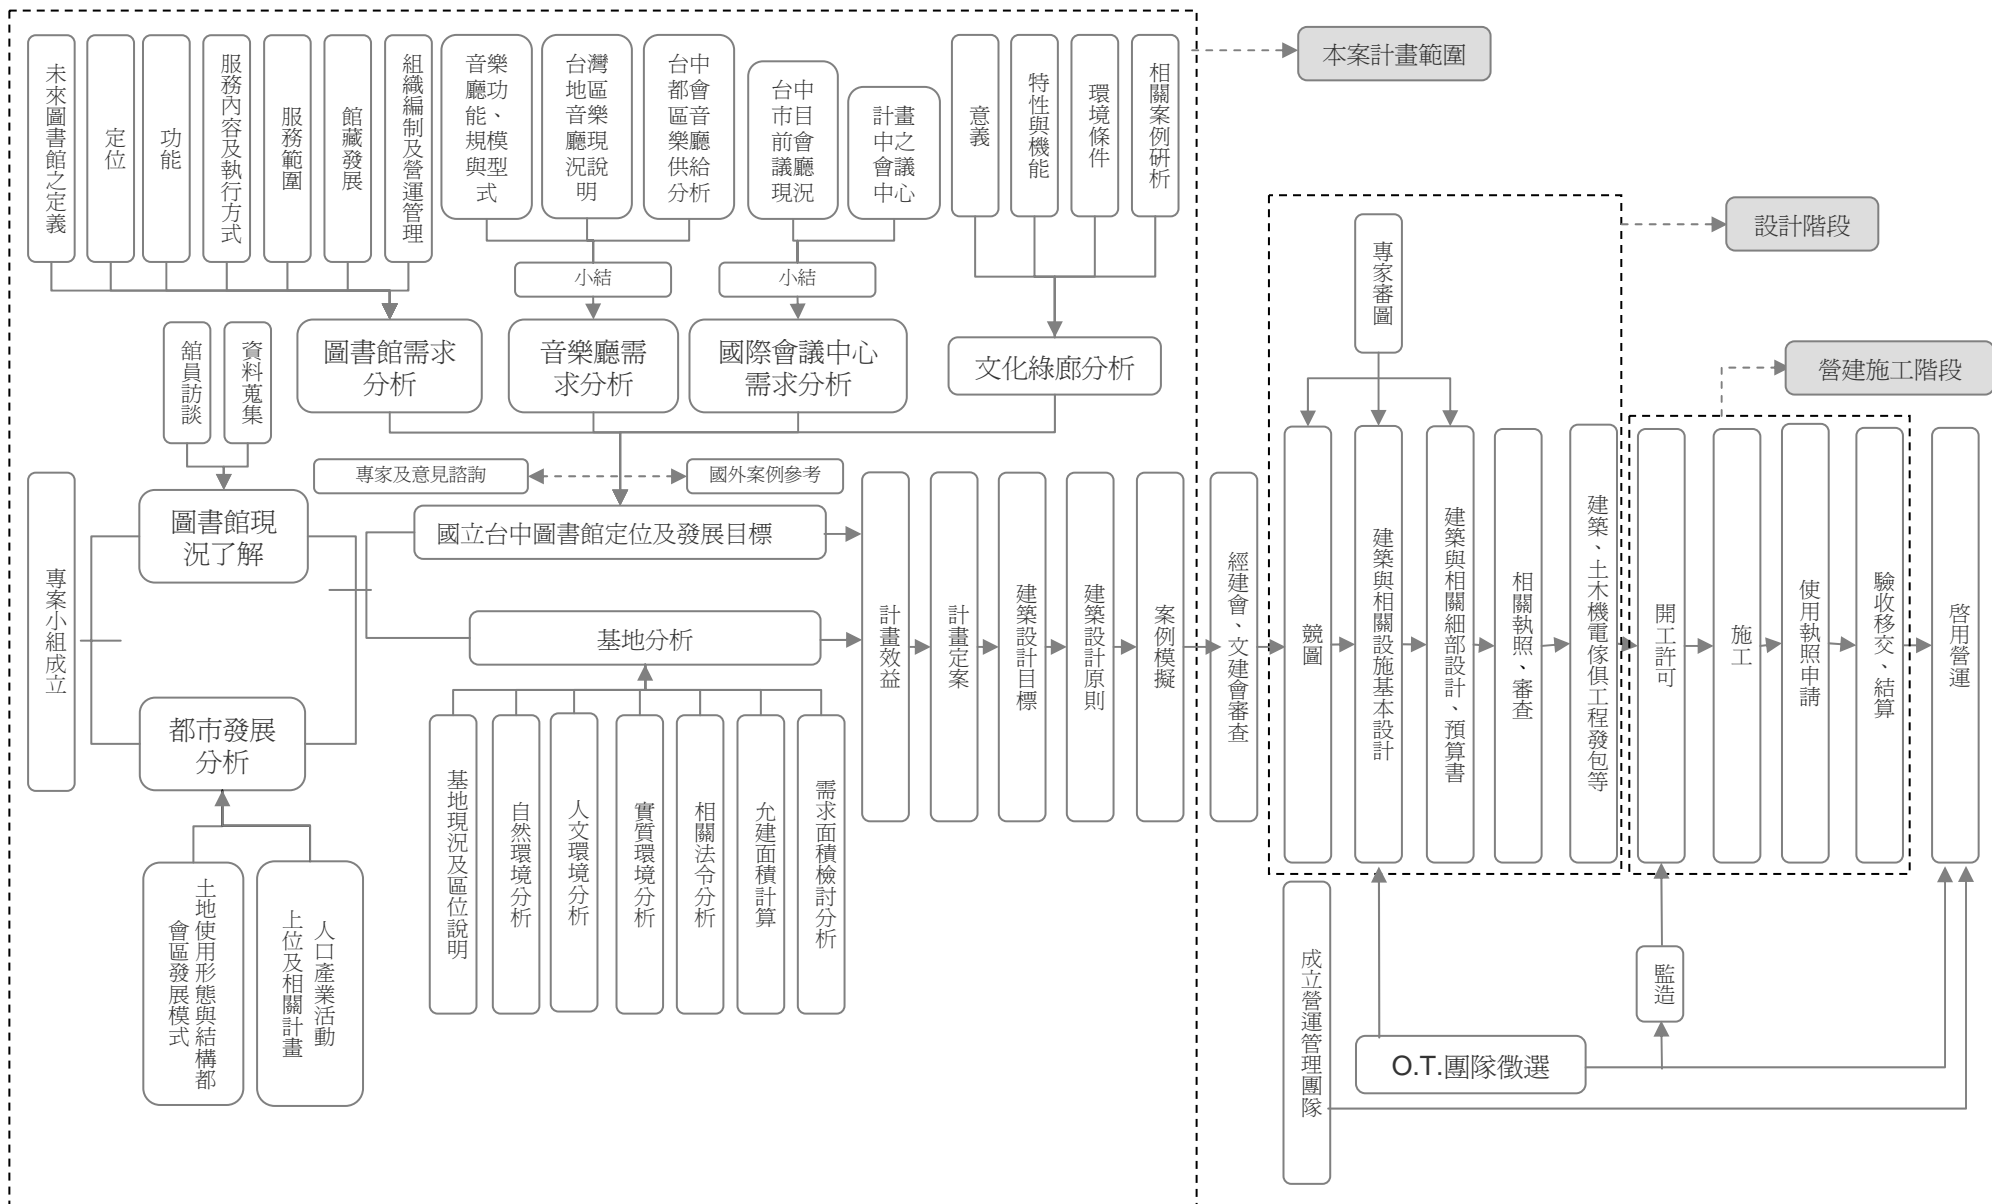 未來圖書館之定義
定位
功能
服務內容及執行方式
服務範圍
館藏發展
組織編制及營運管理
音樂
廳功
能、
規模
與型
式
台灣
地區
音樂
廳現
況說
明
台中
都會
區音
樂廳
供給
分析
台中
市目
前會
議廳
現況
計畫
中之
會議
中心
意義
特性與機能
環境條件
相關案例研析
本案計畫範圍
設計階段
營建施工階段
小結
小結
專家審圖
圖書館需求
分析
音樂廳需
求分析
國際會議中心
需求分析
文化綠廊分析
舘員訪談
資料蒐集
專家及意見諮詢
國外案例參考
專案小組成立
圖書館現
況了解
都市發展
分析
國立台中圖書館定位及發展目標
基地分析
土地使用形態與結構都
會區發展模式
人口產業活動
上位及相關計畫
基地現況及區位說明
自然環境分析
人文環境分析
實質環境分析
相關法令分析
允建面積計算
需求面積檢討分析
計畫效益
計畫定案
建築設計目標
建築設計原則
案例模擬
經建會、文建會審查
競圖
建築與相關設施基本設計
建築與相關細部設計、預算書
相關執照、審查
建築、土木機電傢俱工程發包等
開工許可
施工
使用執照申請
驗收移交、結算
啓用營運
成立營運管理團隊
監造
O.T.團隊徵選